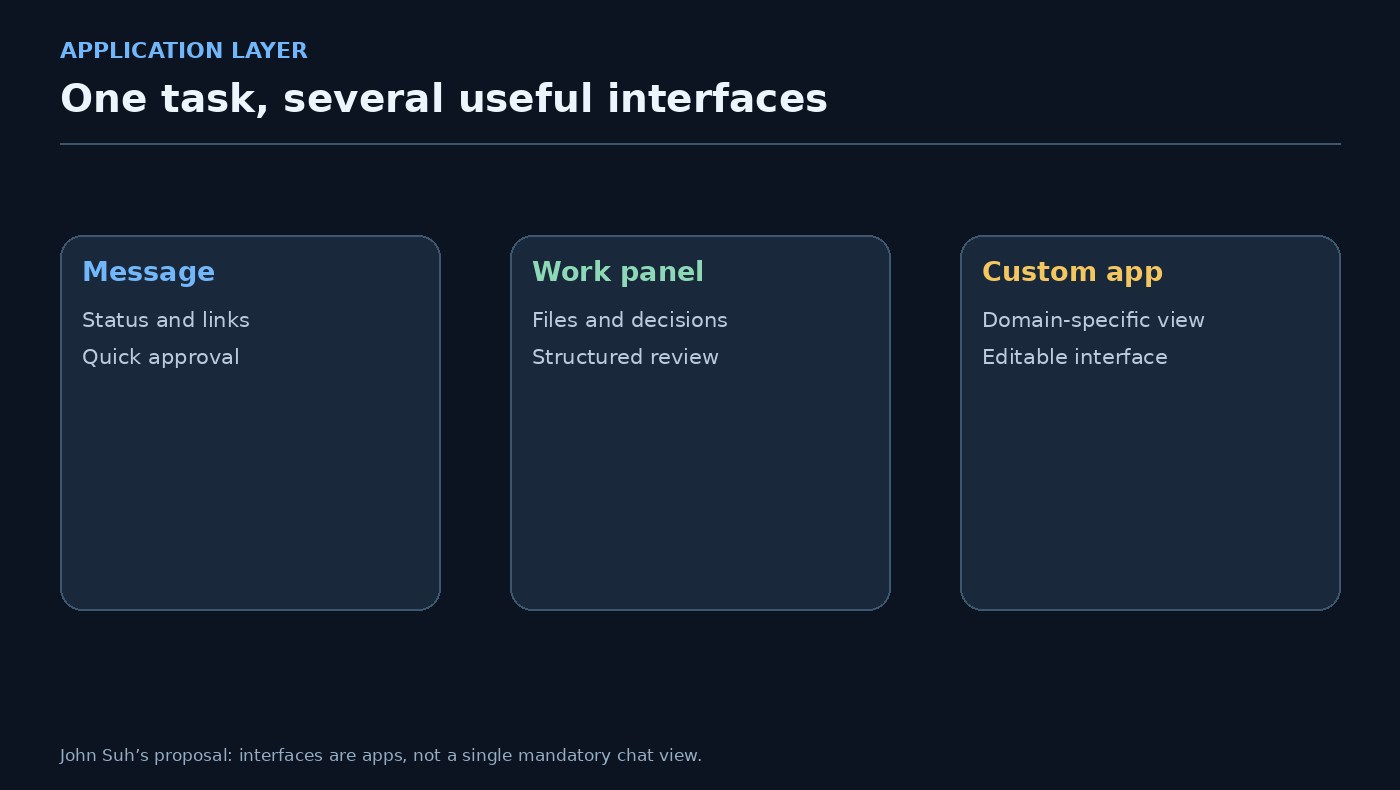 APPLICATION LAYER
One task, several useful interfaces
Message
Status and links
Quick approval
Work panel
Files and decisions
Structured review
Custom app
Domain-specific view
Editable interface
John Suh’s proposal: interfaces are apps, not a single mandatory chat view.